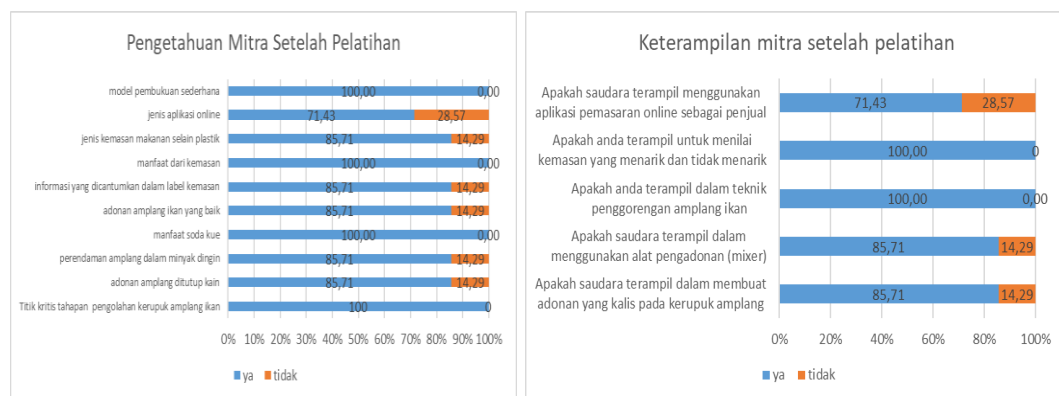 Pengetahuan Mitra Setelah Pelatihan
model pembukuan sederhana 100,00 0,00
jenis aplikasi online 71,43 28,57
jenis kemasan makanan selain plastik 85,71 14,29
manfaat dari kemasan 100,00 0,00
informasi yang dicantumkan dalam label kemasan 85,71 14,29
adonan amplang ikan yang baik 85,71 14,29
manfaat soda kue 100,00 0,00
perendaman amplang dalam minyak dingin 85,71 14,29
adonan amplang ditutup kain 85,71 14,29
Titik kritis tahapan pengolahan kerupuk amplang ikan 100 0
0% 10% 20% 30% 40% 50% 60% 70% 80% 90% 100%
ya tidak
Keterampilan mitra setelah pelatihan
Apakah saudara terampil menggunakan
aplikasi pemasaran online sebagai penjual
71,43 28,57
Apakah anda terampil untuk menilai
kemasan yang menarik dan tidak menarik
100,00 0
Apakah anda terampil dalam teknik
penggorengan amplang ikan
100,00 0,00
Apakah saudara terampil dalam
menggunakan alat pengadonan (mixer)
85,71 14,29
Apakah saudara terampil dalam membuat
adonan yang kalis pada kerupuk amplang
85,71 14,29
0% 20% 40% 60% 80% 100%
ya tidak